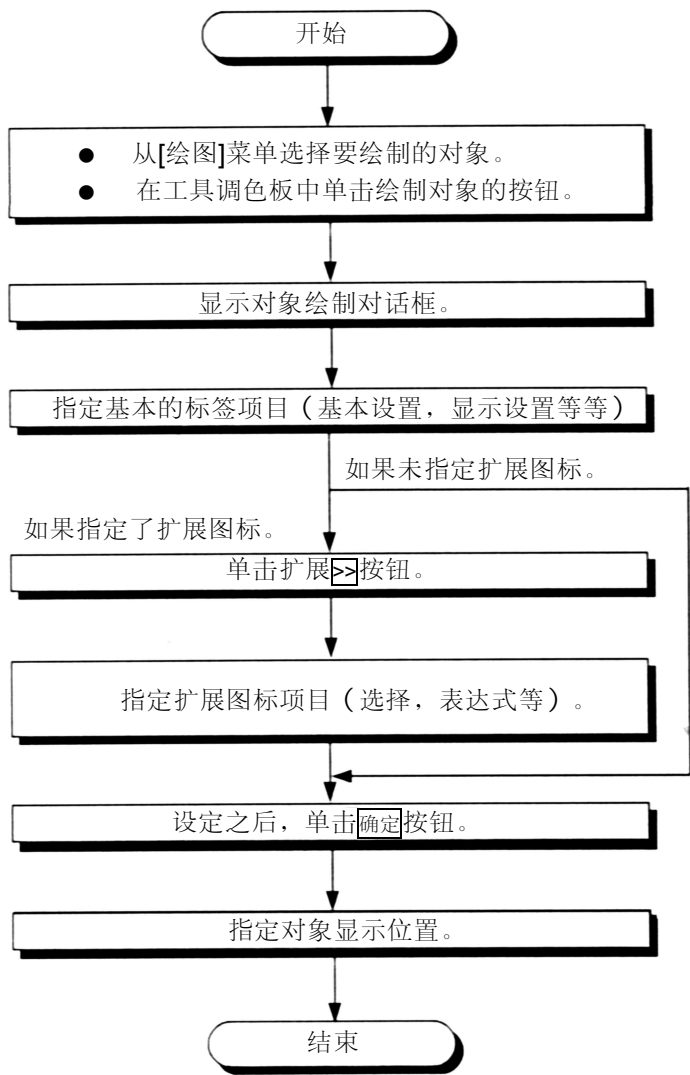 开始
● 从[绘图]菜单选择要绘制的对象。
● 在工具调色板中单击绘制对象的按钮。
显示对象绘制对话框。
指定基本的标签项目（基本设置，显示设置等等）
如果未指定扩展图标。
如果指定了扩展图标。
单击扩展>>按钮。
指定扩展图标项目（选择，表达式等）。
设定之后，单击确定按钮。
指定对象显示位置。
结束